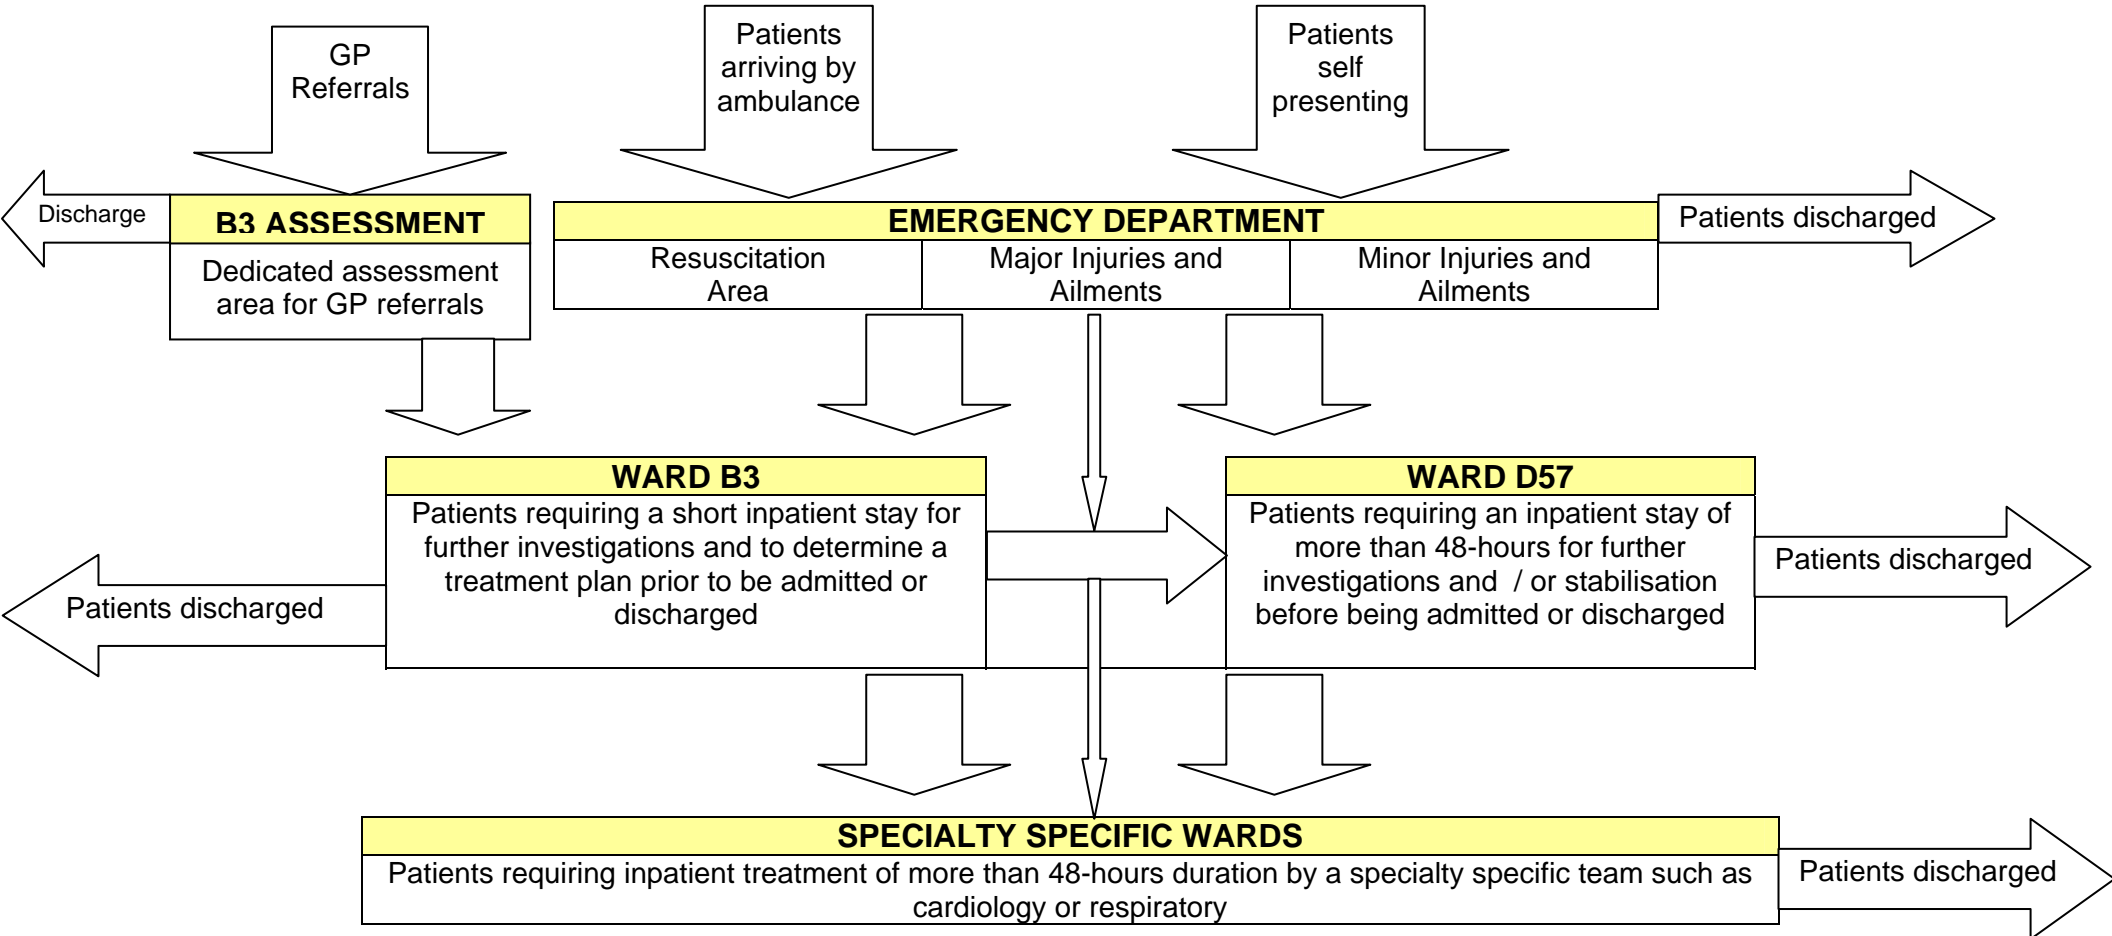 GP
Referrals
Patients
arriving by
ambulance
Patients
self
presenting
Discharge
B3 ASSESSMENT
Dedicated assessment
area for GP referrals
EMERGENCY DEPARTMENT
Resuscitation
Area
Major Injuries and
Ailments
Minor Injuries and
Ailments
Patients discharged
WARD B3
Patients requiring a short inpatient stay for
further investigations and to determine a
treatment plan prior to be admitted or
discharged
Patients discharged
WARD D57
Patients requiring an inpatient stay of
more than 48-hours for further
investigations and / or stabilisation
before being admitted or discharged
Patients discharged
SPECIALTY SPECIFIC WARDS
Patients requiring inpatient treatment of more than 48-hours duration by a specialty specific team such as
cardiology or respiratory
Patients discharged